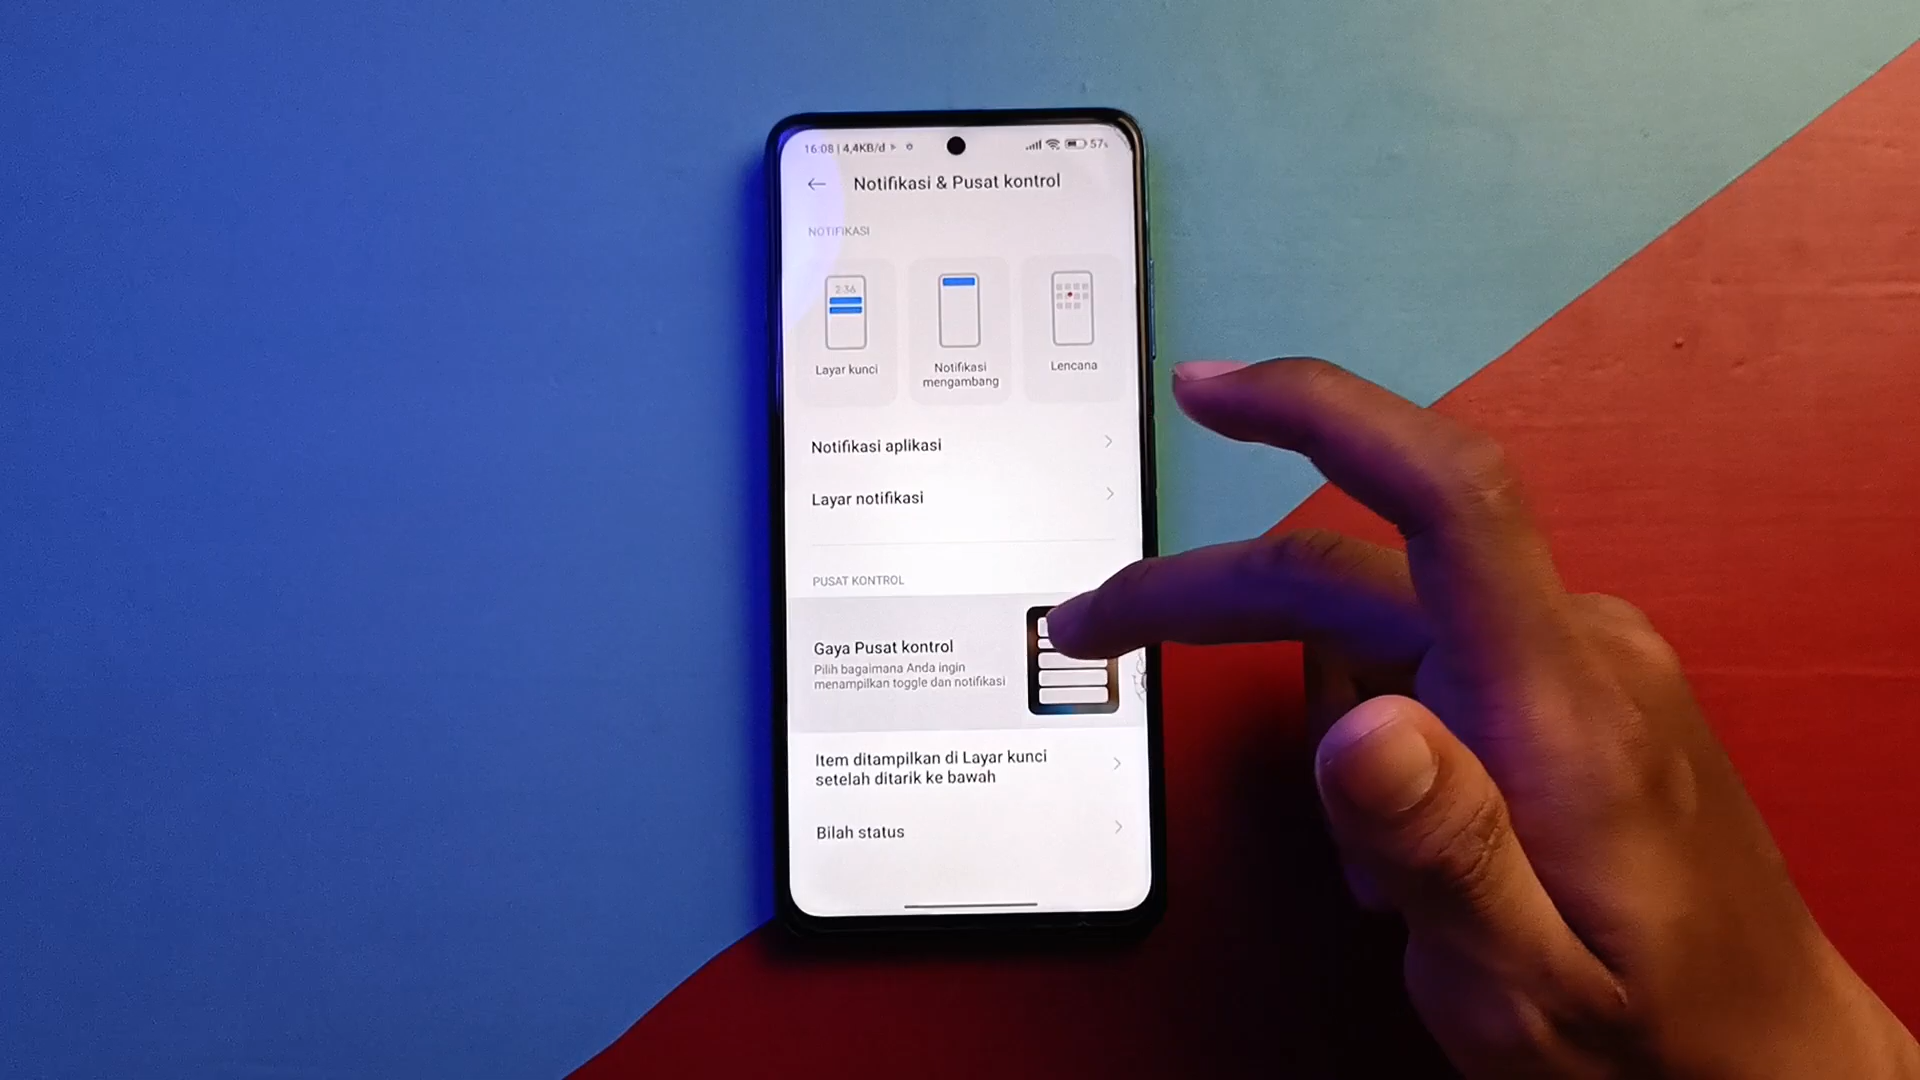 16:08 | 4,4KB/d
57
Notifikasi & Pusat kontrol
NOTIFIKASI
2:36
Layar kunci
Notifikasi
mengambang
Lencana
Notifikasi aplikasi
Layar notifikasi
PUSAT KONTROL
Gaya Pusat kontrol
Pilih bagaimana Anda ingin
menampilkan toggle dan notifikasi
Item ditampilkan di Layar kunci
setelah ditarik ke bawah
Bilah status